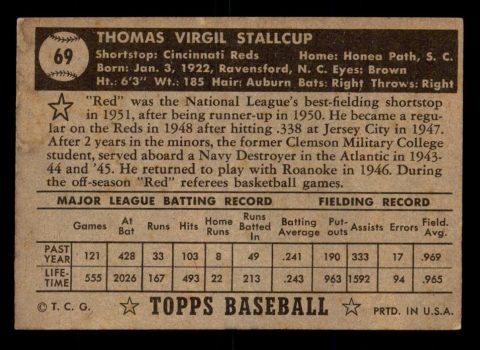 69
THOMAS VIRGIL STALLCUP
Shortstop: Cincinnati Reds Home: Honea Path, S. C.
Born: Jan. 3, 1922, Ravensford, N. C. Eyes: Brown
Ht.: 6'3" Wt.: 185 Hair: Auburn Bats: Right Throws: Right
"Red" was the National League's best-fielding shortstop
in 1951, after being runner-up in 1950. He became a regu-
lar on the Reds in 1948 after hitting .338 at Jersey City in 1947.
After 2 years in the minors, the former Clemson Military College
student, served aboard a Navy Destroyer in the Atlantic in 1943-
44 and '45. He returned to play with Roanoke in 1946. During
the off-season "Red" referees basketball games.
MAJOR LEAGUE BATTING RECORD FIELDING RECORD
Games At Bat Runs Hits Home Runs Runs Batted In Batting Average Put-outs Assists Errors Field. Avg.
PAST YEAR 121 428 33 103 8 49 .241 190 333 17 .969
LIFE-TIME 555 2026 167 493 22 213 .243 963 1592 94 .965
© T. C. G. TOPPS BASEBALL PRTD. IN U.S.A.